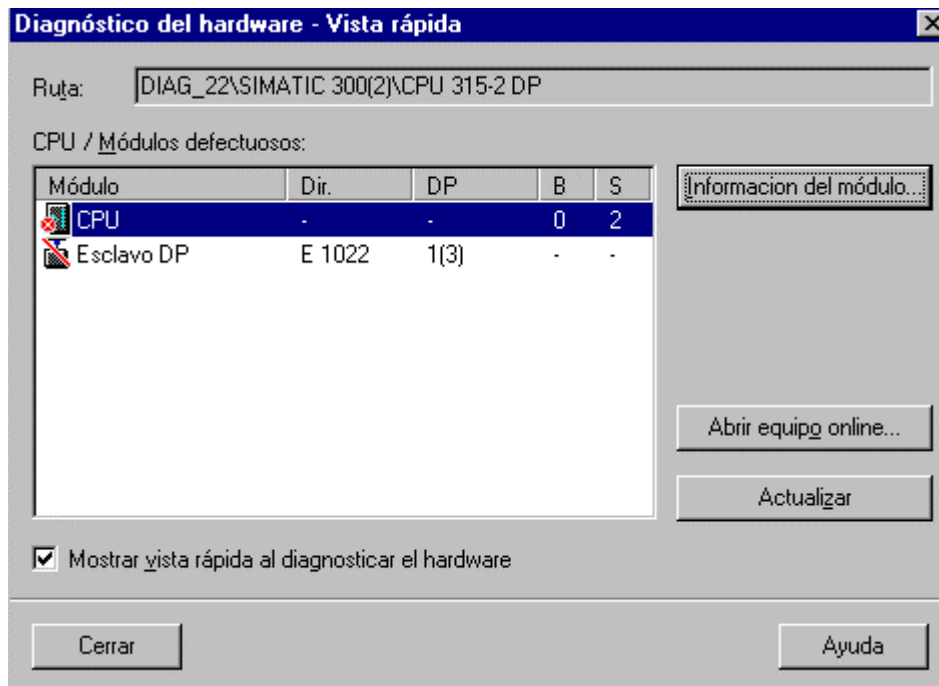 Diagnóstico del hardware - Vista rápida
Ruta: DIAG_22\SIMATIC 300(2)\CPU 315-2 DP
CPU / Módulos defectuosos:
Módulo Dir. DP B S
CPU - - 0 2
Esclavo DP E 1022 1(3) - -
Informacion del módulo...
Abrir equipo online...
Actualizar
Mostrar vista rápida al diagnosticar el hardware
Cerrar Ayuda